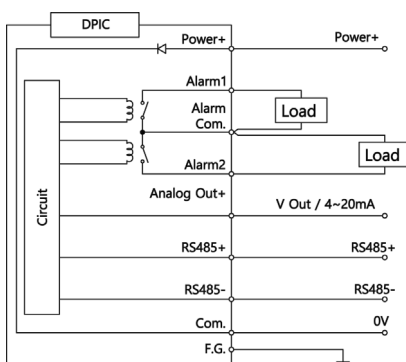 DPIC
Power+ Power+
Alarm1
Alarm
Com.
Load
Load
Alarm2
Circuit
Analog Out+ V Out / 4~20mA
RS485+ RS485+
RS485- RS485-
Com. 0V
F.G.